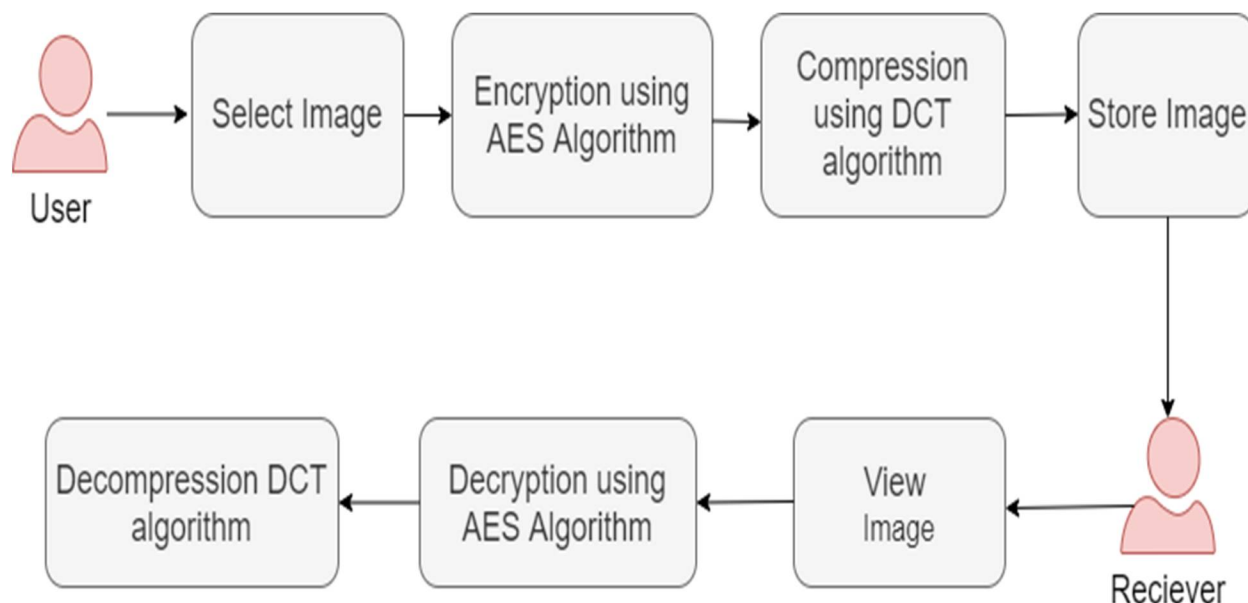 User
Select Image
Encryption using
AES Algorithm
Compression
using DCT
algorithm
Store Image
Reciever
View
Image
Decryption using
AES Algorithm
Decompression DCT
algorithm